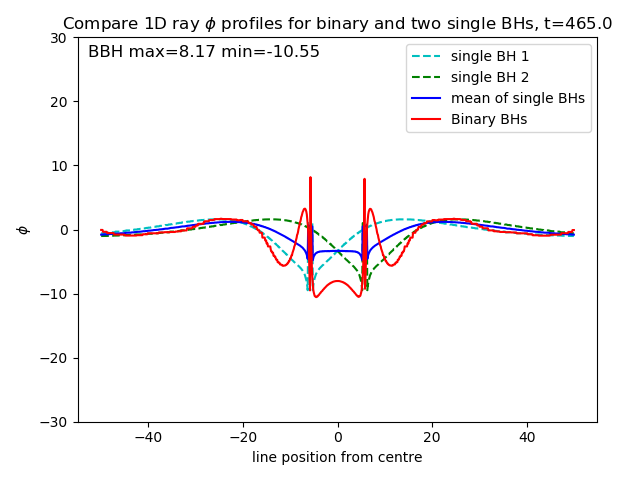 Compare 1D ray ϕ profiles for binary and two single BHs, t=465.0
BBH max=8.17 min=-10.55
single BH 1
single BH 2
mean of single BHs
Binary BHs
30
20
10
0
−10
−20
−30
ϕ
−40
−20
0
20
40
line position from centre